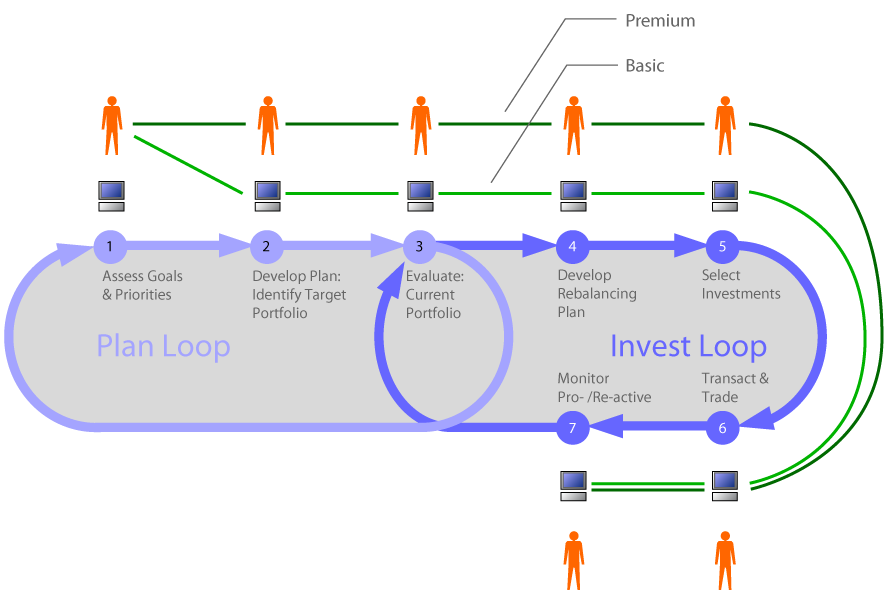 Premium
Basic
1
2
3
4
5
Assess Goals
& Priorities
Develop Plan:
Identify Target
Portfolio
Evaluate:
Current
Portfolio
Develop
Rebalancing
Plan
Select
Investments
Plan Loop
Invest Loop
Monitor
Pro- /Re-active
Transact &
Trade
7
6